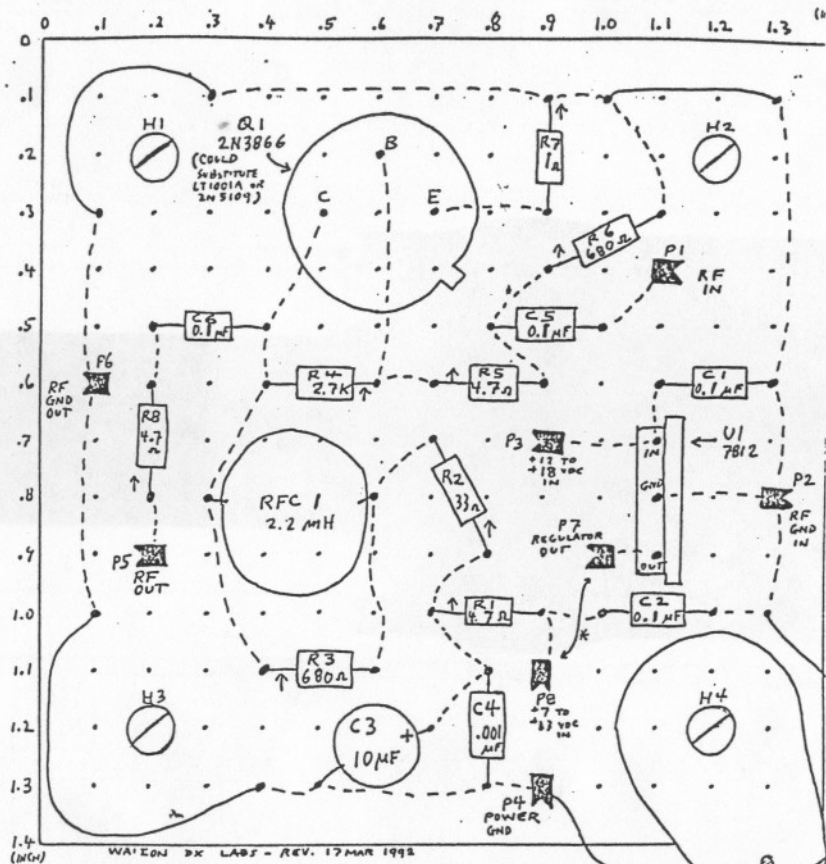 0 .1 .2 .3 .4 .5 .6 .7 .8 .9 1.0 1.1 1.2 1.3
0
.1
H1
Q1
2N3866
(COULD
SUBSTITUTE
LT1001A OR
2N5109)
B
R7
1Ω
H2
.2
C
E
.3
R6
680Ω
P1
RF
IN
.4
C6
0.1µF
C5
0.1µF
.5
P6
RF
GND
OUT
R4
2.7K
R5
4.7Ω
C1
0.1µF
.6
R8
4.7
Ω
P3
+12 TO
+18 VDC
IN
IN
U1
7812
.7
RFC 1
2.2 MH
R2
33Ω
GND
P2
RF
GND
IN
.8
P5
RF
OUT
P7
REGULATOR
OUT
OUT
.9
R1
4.7Ω
*
C2
0.1µF
1.0
R3
680Ω
P8
+7 TO
VDC
IN
1.1
H3
C3
10µF
+
C4
.001
µF
H4
1.2
1.3
P4
POWER
GND
1.4
(INCH)
DX LABS - REV. 17 MAR 1992